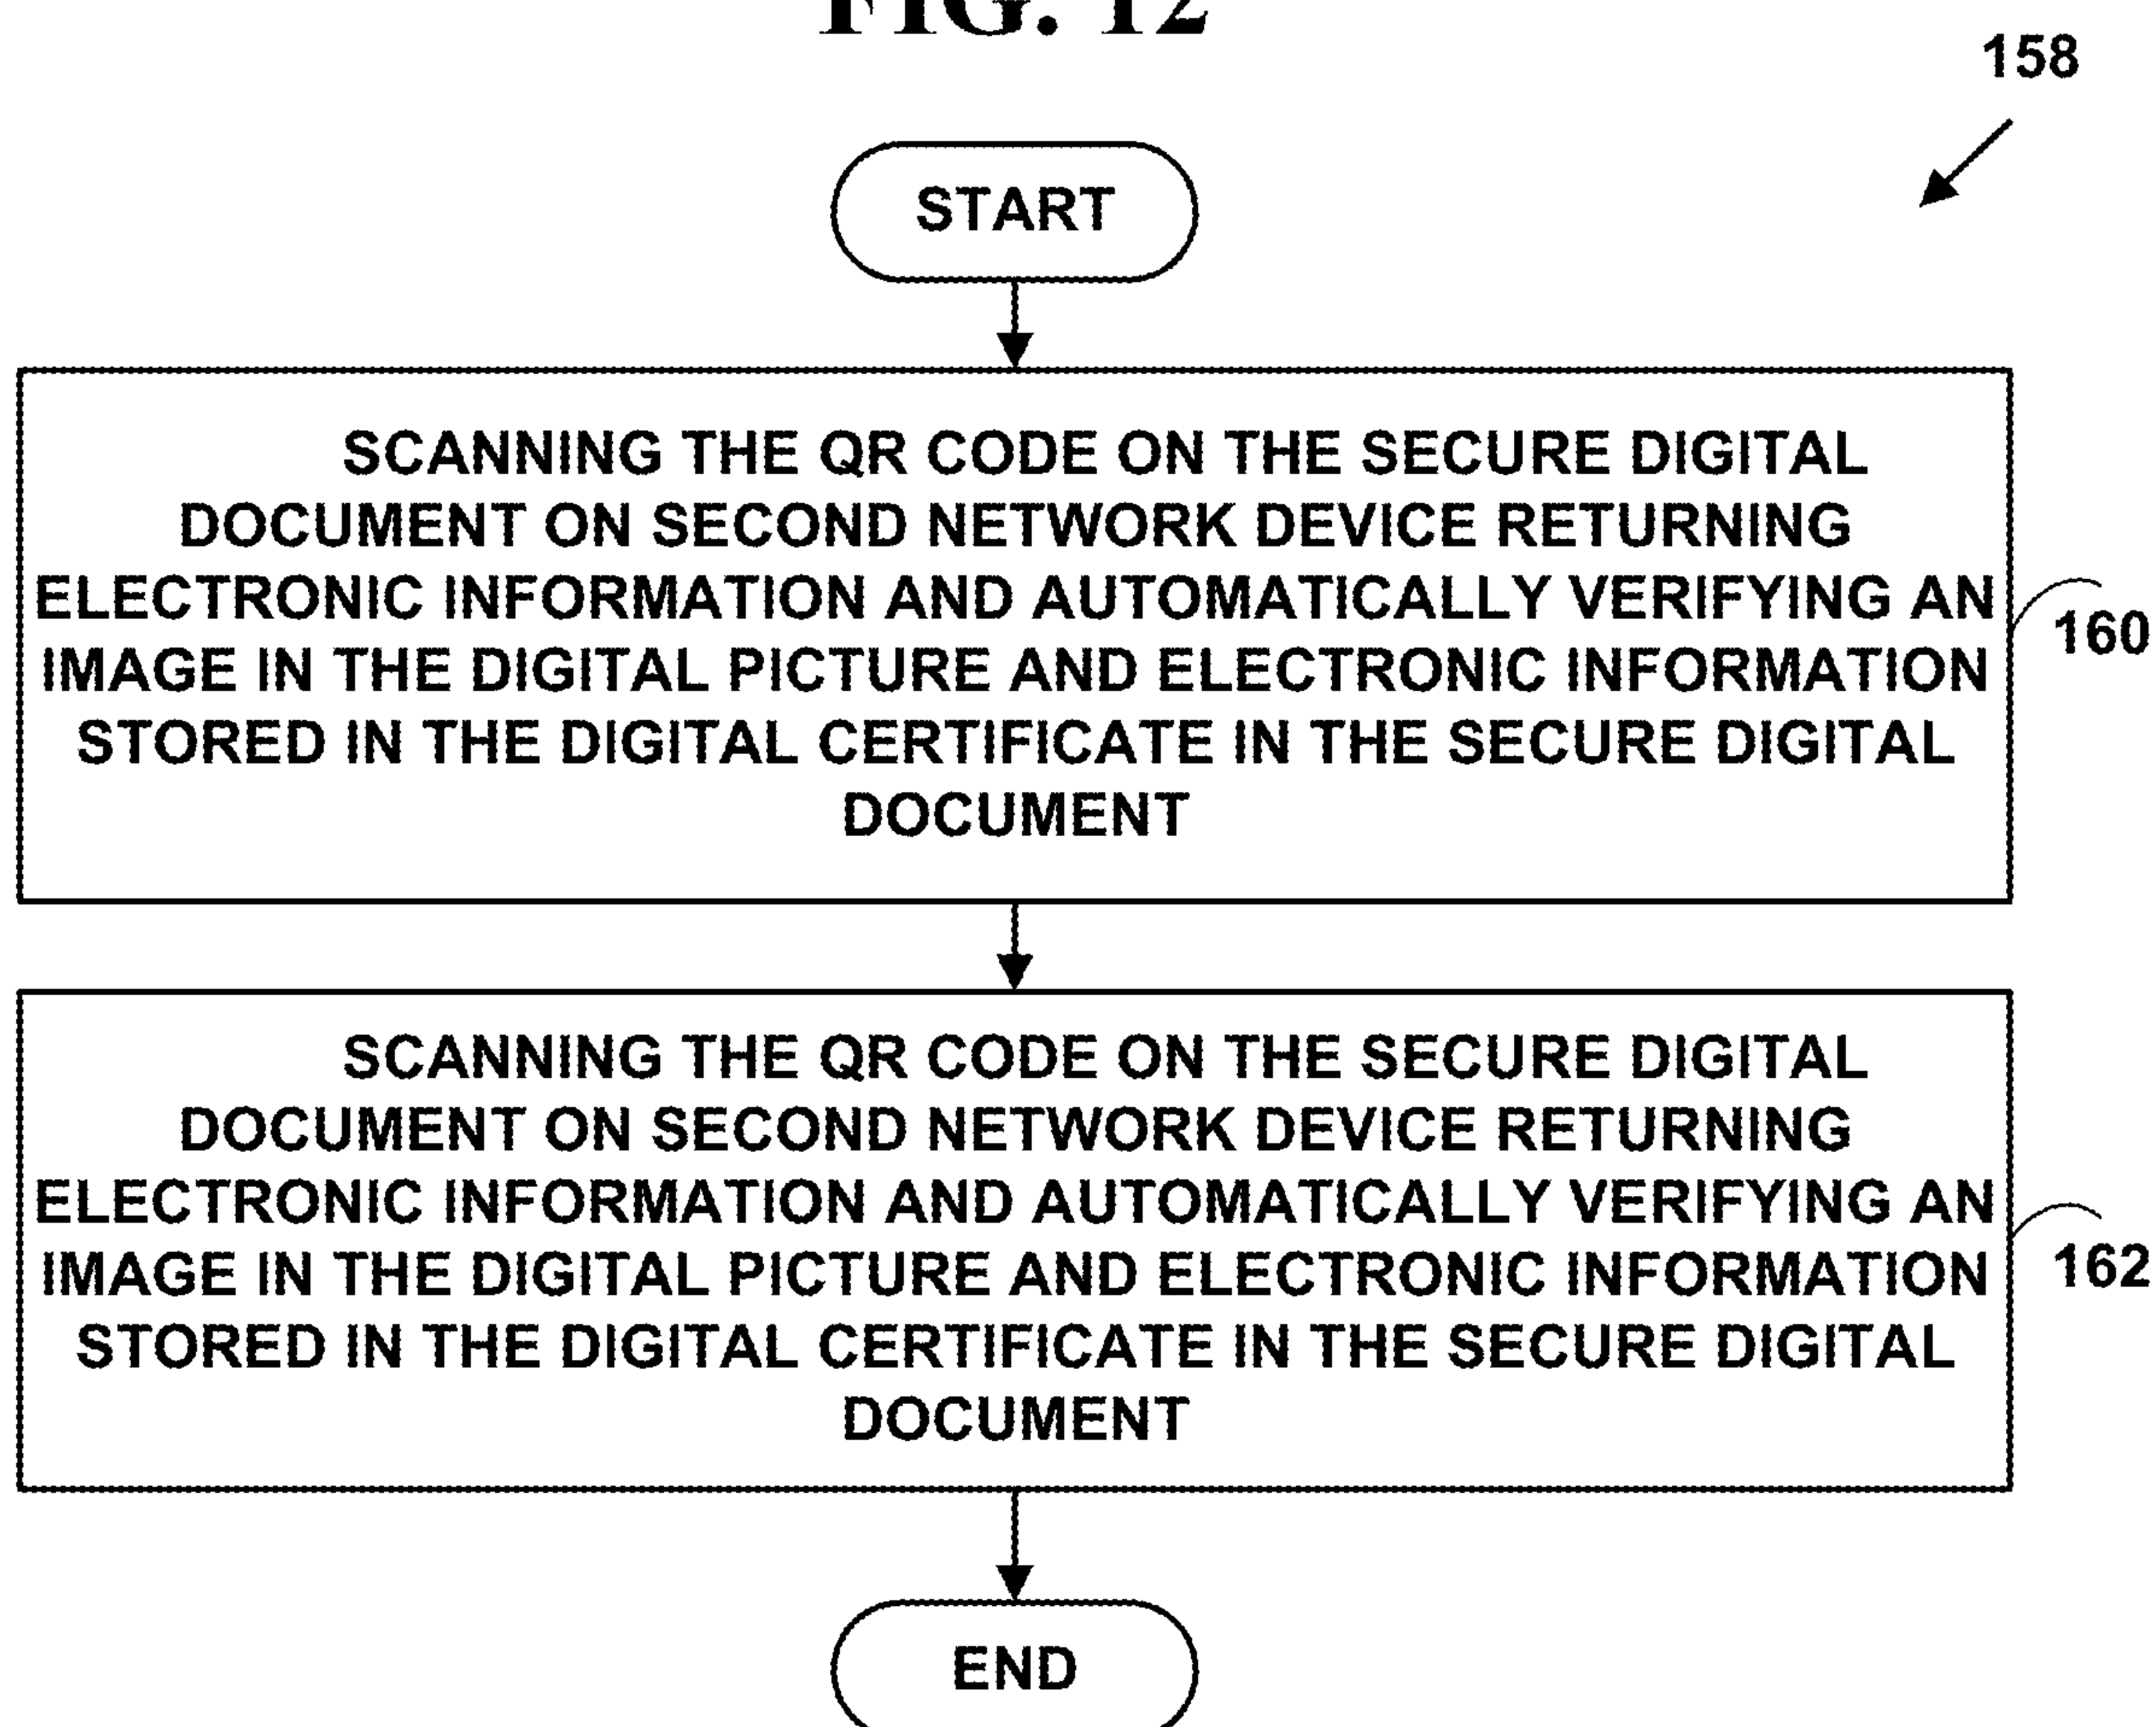 FIG. 12
158
START
SCANNING THE QR CODE ON THE SECURE DIGITAL
DOCUMENT ON SECOND NETWORK DEVICE RETURNING
ELECTRONIC INFORMATION AND AUTOMATICALLY VERIFYING AN
IMAGE IN THE DIGITAL PICTURE AND ELECTRONIC INFORMATION
STORED IN THE DIGITAL CERTIFICATE IN THE SECURE DIGITAL
DOCUMENT
160
SCANNING THE QR CODE ON THE SECURE DIGITAL
DOCUMENT ON SECOND NETWORK DEVICE RETURNING
ELECTRONIC INFORMATION AND AUTOMATICALLY VERIFYING AN
IMAGE IN THE DIGITAL PICTURE AND ELECTRONIC INFORMATION
STORED IN THE DIGITAL CERTIFICATE IN THE SECURE DIGITAL
DOCUMENT
162
END